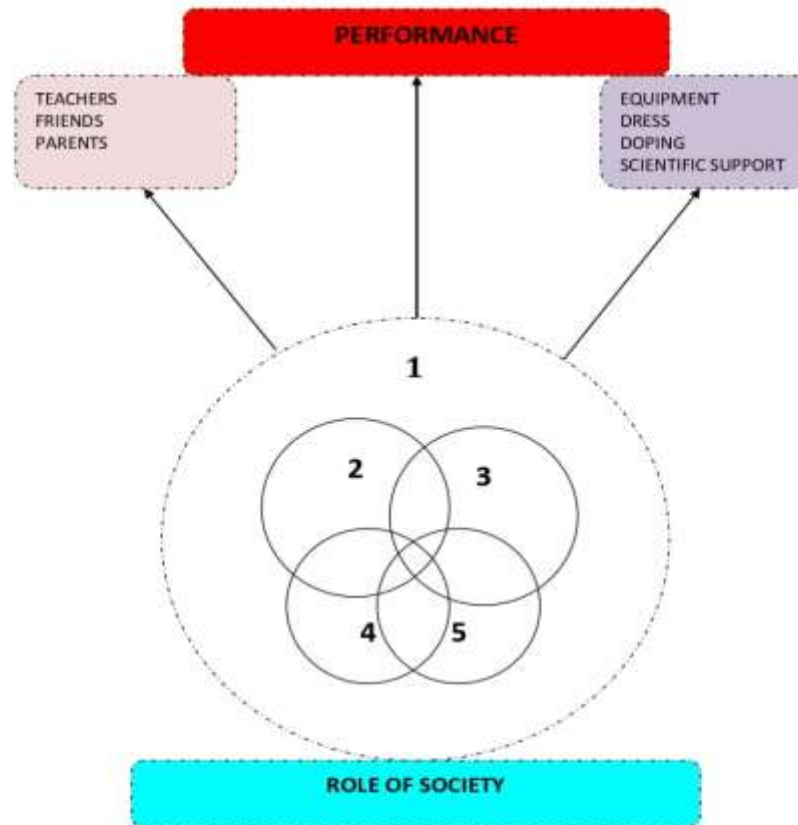 PERFORMANCE
TEACHERS
FRIENDS
PARENTS
EQUIPMENT
DRESS
DOPING
SCIENTIFIC SUPPORT
1
2
3
4
5
ROLE OF SOCIETY